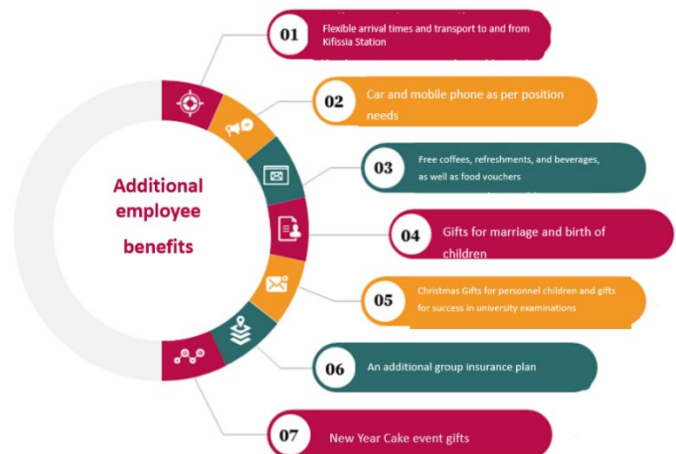 01
Flexible arrival times and transport to and from
Kifissia Station
02
Car and mobile phone as per position
needs
03
Free coffees, refreshments, and beverages,
as well as food vouchers
Additional
employee
benefits
04
Gifts for marriage and birth of
children
05
Christmas Gifts for personnel children and gifts
for success in university examinations
06
An additional group insurance plan
07
New Year Cake event gifts